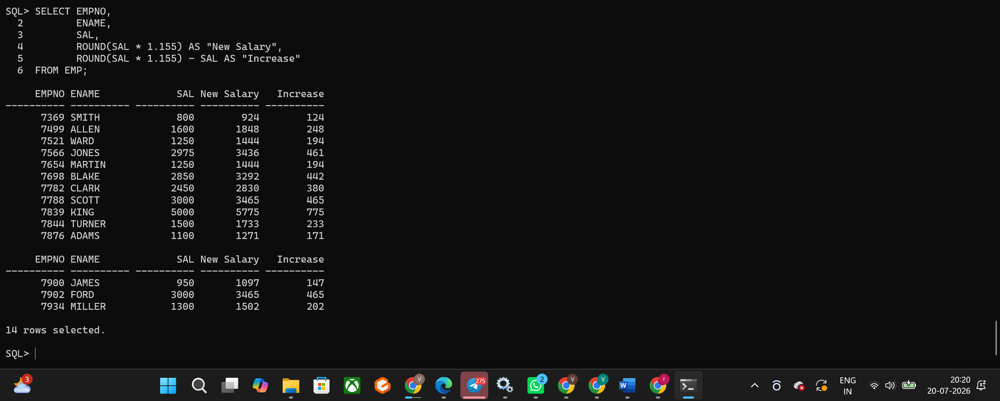 SQL> SELECT EMPNO,
  2         ENAME,
  3         SAL,
  4         ROUND(SAL * 1.155) AS "New Salary",
  5         ROUND(SAL * 1.155) - SAL AS "Increase"
  6  FROM EMP;
     EMPNO ENAME             SAL New Salary   Increase
---------- ---------- ---------- ---------- ----------
      7369 SMITH             800        924        124
      7499 ALLEN            1600       1848        248
      7521 WARD             1250       1444        194
      7566 JONES            2975       3436        461
      7654 MARTIN           1250       1444        194
      7698 BLAKE            2850       3292        442
      7782 CLARK            2450       2830        380
      7788 SCOTT            3000       3465        465
      7839 KING             5000       5775        775
      7844 TURNER           1500       1733        233
      7876 ADAMS            1100       1271        171
     EMPNO ENAME             SAL New Salary   Increase
---------- ---------- ---------- ---------- ----------
      7900 JAMES             950       1097        147
      7902 FORD             3000       3465        465
      7934 MILLER           1300       1502        202
14 rows selected.
SQL>
3
V
275
2
V
V
W
r
ENG
IN
20:20
20-07-2026